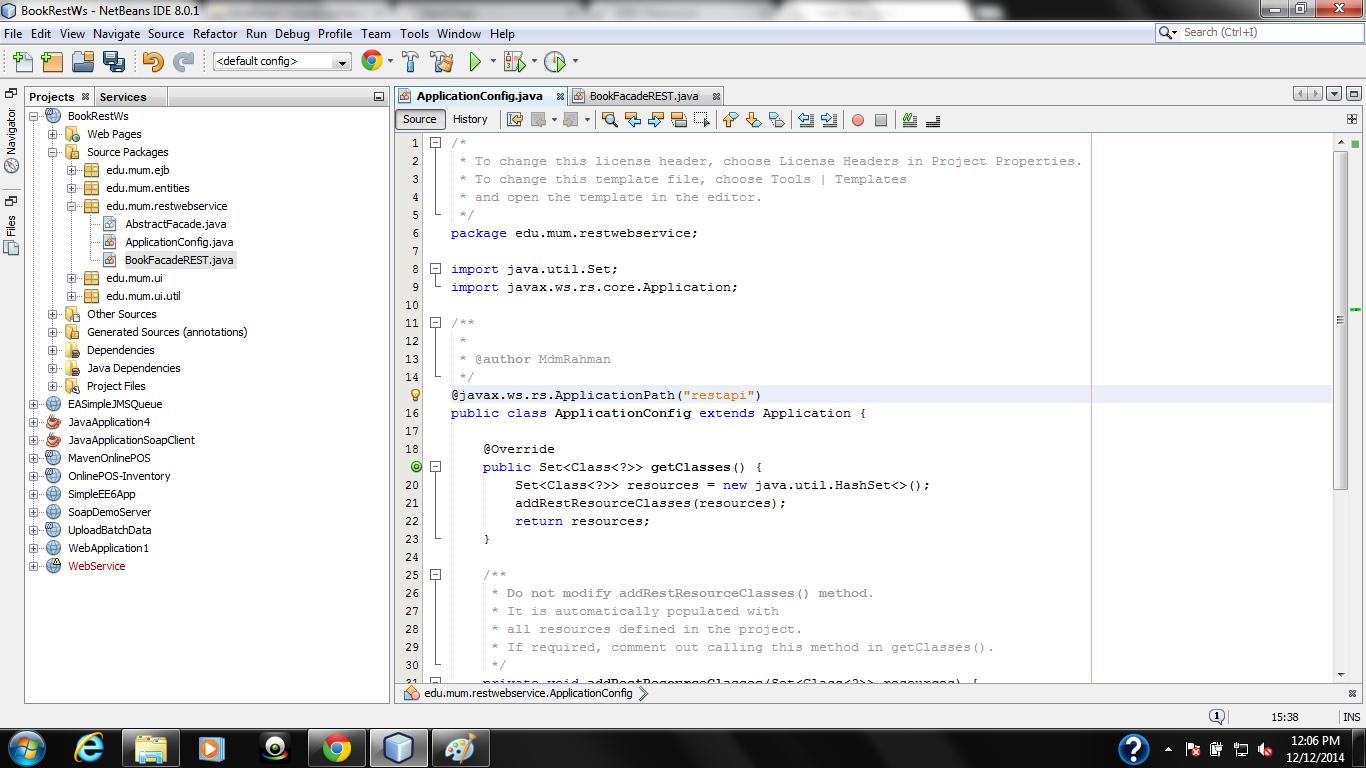 BookRestWs - NetBeans IDE 8.0.1
File Edit View Navigate Source Refactor Run Debug Profile Team Tools Window Help
Search (Ctrl+I)
<default config>
Navigator
Files
Projects Services
BookRestWs
Web Pages
Source Packages
edu.mum.ejb
edu.mum.entities
edu.mum.restwebservice
AbstractFacade.java
ApplicationConfig.java
BookFacadeREST.java
edu.mum.ui
edu.mum.ui.util
Other Sources
Generated Sources (annotations)
Dependencies
Java Dependencies
Project Files
EASimpleJMSQueue
JavaApplication4
JavaApplicationSoapClient
MavenOnlinePOS
OnlinePOS-Inventory
SimpleEE6App
SoapDemoServer
UploadBatchData
WebApplication1
WebService
ApplicationConfig.java BookFacadeREST.java
Source History
1 /*
2 * To change this license header, choose License Headers in Project Properties.
3 * To change this template file, choose Tools | Templates
4 * and open the template in the editor.
5 */
6 package edu.mum.restwebservice;
7
8 import java.util.Set;
9 import javax.ws.rs.core.Application;
10
11 /**
12 *
13 * @author MdmRahman
14 */
@javax.ws.rs.ApplicationPath("restapi")
16 public class ApplicationConfig extends Application {
17
18 @Override
public Set<Class<?>> getClasses() {
20 Set<Class<?>> resources = new java.util.HashSet<>();
21 addRestResourceClasses(resources);
22 return resources;
23 }
24
25 /**
26 * Do not modify addRestResourceClasses() method.
27 * It is automatically populated with
28 * all resources defined in the project.
29 * If required, comment out calling this method in getClasses().
30 */
31 private void addRestResourceClasses(Set<Class<?>> resources) {
edu.mum.restwebservice.ApplicationConfig
1 15:38 INS
12:06 PM
12/12/2014